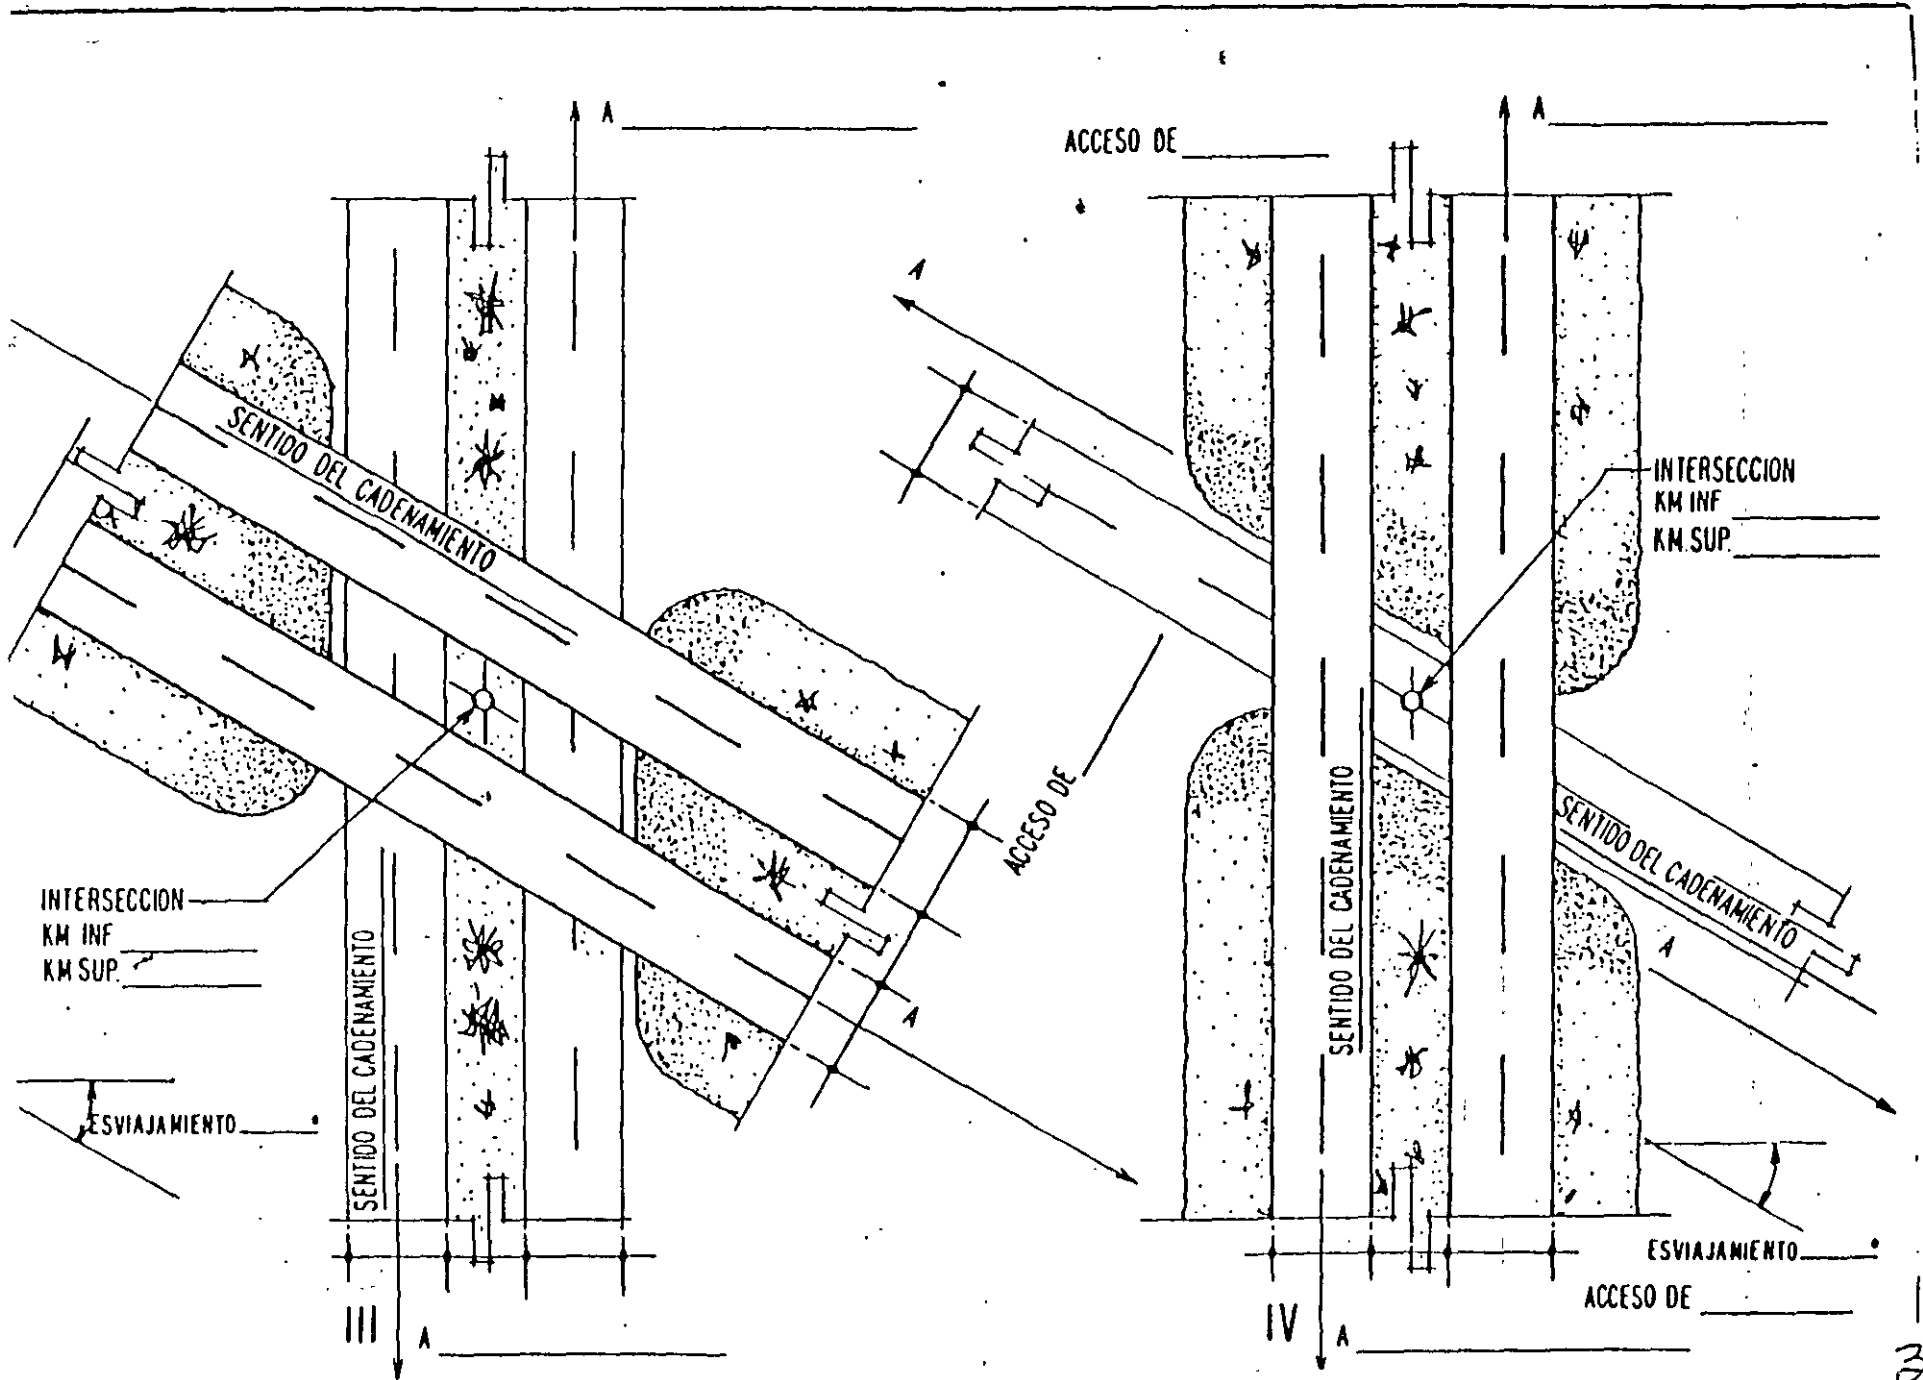 A
SENTIDO DEL CADENAMIENTO
INTERSECCION
KM INF
KM SUP.
ESVIAJAMIENTO
SENTIDO DEL CADENAMIENTO
A
III
A
ACCESO DE
A
A
INTERSECCION
KM INF
KM.SUP.
ACCESO DE
SENTIDO DEL CADENAMIENTO
SENTIDO DEL CADENAMIENTO
A
ESVIAJAMIENTO
ACCESO DE
IV
A